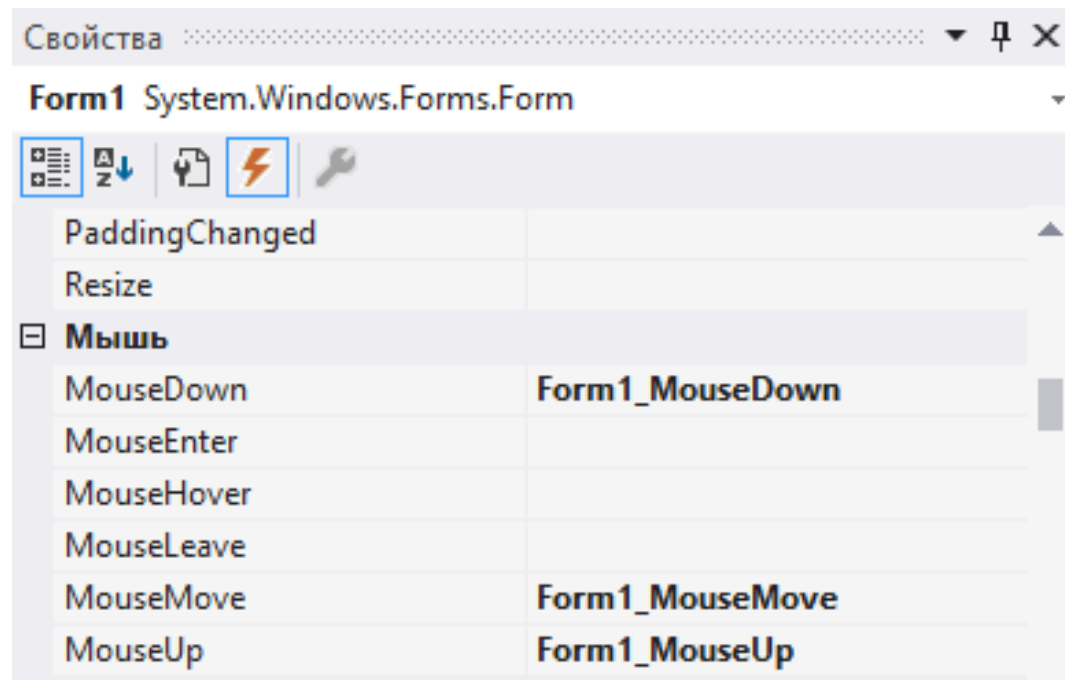 Свойства
Form1 System.Windows.Forms.Form
PaddingChanged
Resize
Мышь
MouseDown Form1_MouseDown
MouseEnter
MouseHover
MouseLeave
MouseMove Form1_MouseMove
MouseUp Form1_MouseUp